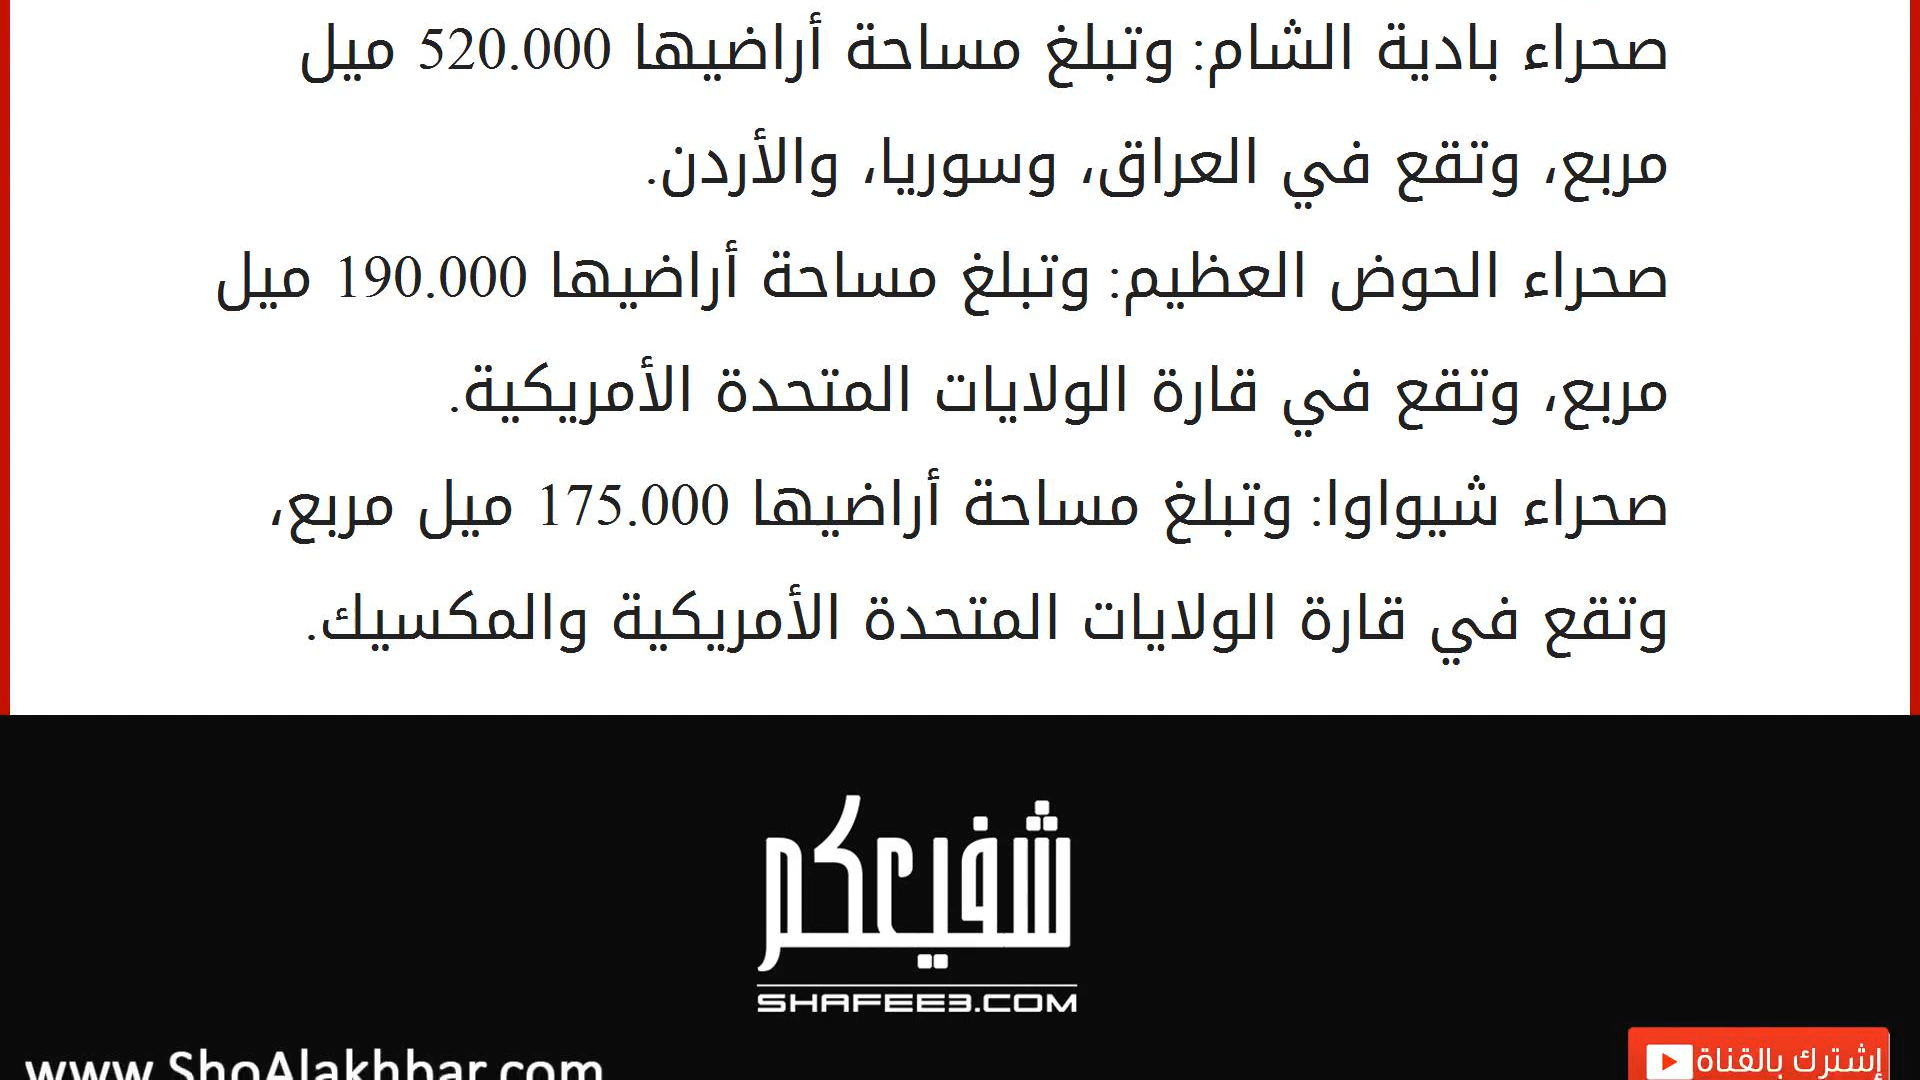 صحراء بادية الشام: وتبلغ مساحة أراضيها 520.000 ميل
مربع، وتقع في العراق، وسوريا، والأردن.
صحراء الحوض العظيم: وتبلغ مساحة أراضيها 190.000 ميل
مربع، وتقع في قارة الولايات المتحدة الأمريكية.
صحراء شيواوا: وتبلغ مساحة أراضيها 175.000 ميل مربع،
وتقع في قارة الولايات المتحدة الأمريكية والمكسيك.
شفيعكم
SHAFEE3.COM
www.ShoAlakhbar.com
إشترك بالقناة